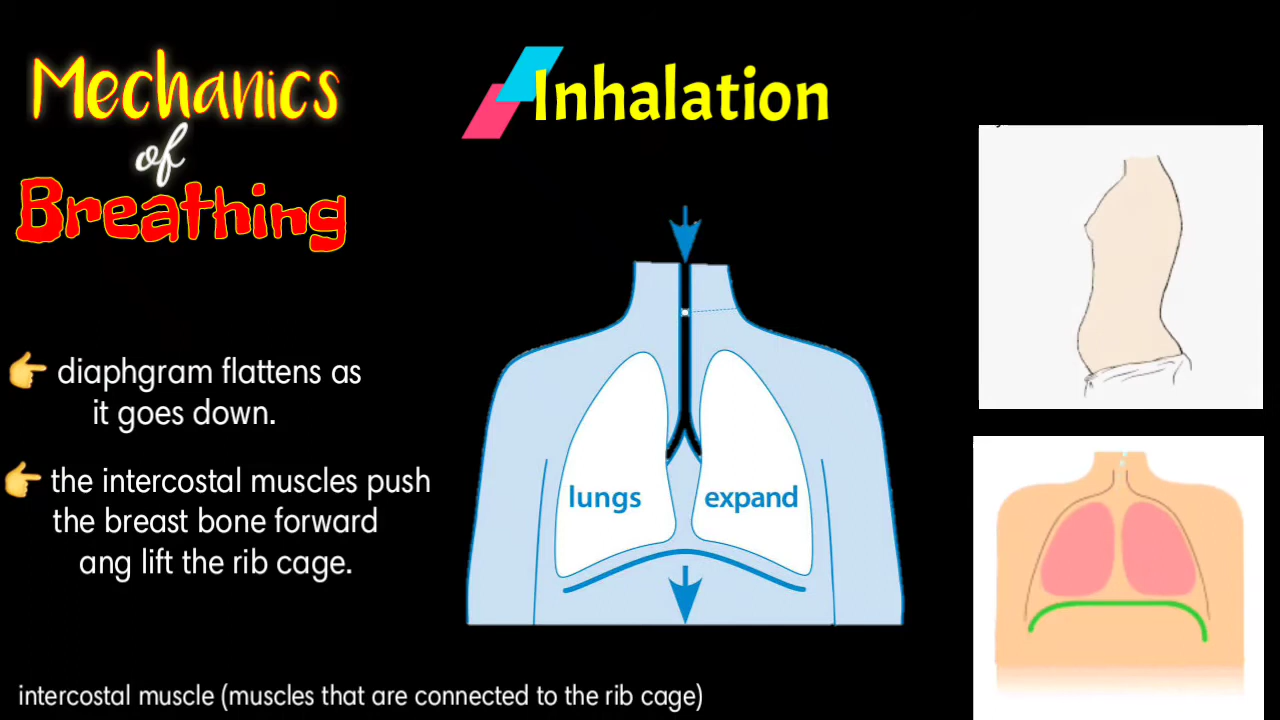 Mechanics
of
Breathing
Inhalation
👉 diaphgram flattens as
it goes down.
👉 the intercostal muscles push
the breast bone forward
ang lift the rib cage.
lungs expand
intercostal muscle (muscles that are connected to the rib cage)